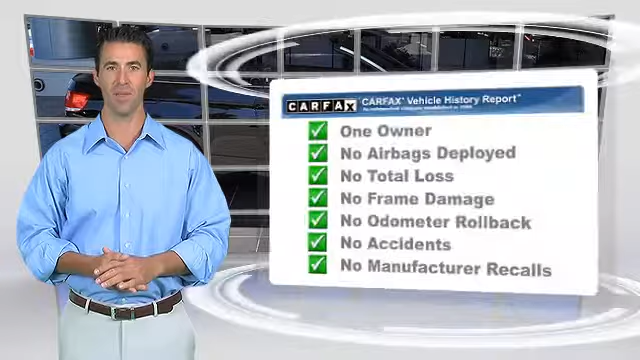 CARFAX CARFAX Vehicle History Report™
One Owner
No Airbags Deployed
No Total Loss
No Frame Damage
No Odometer Rollback
No Accidents
No Manufacturer Recalls